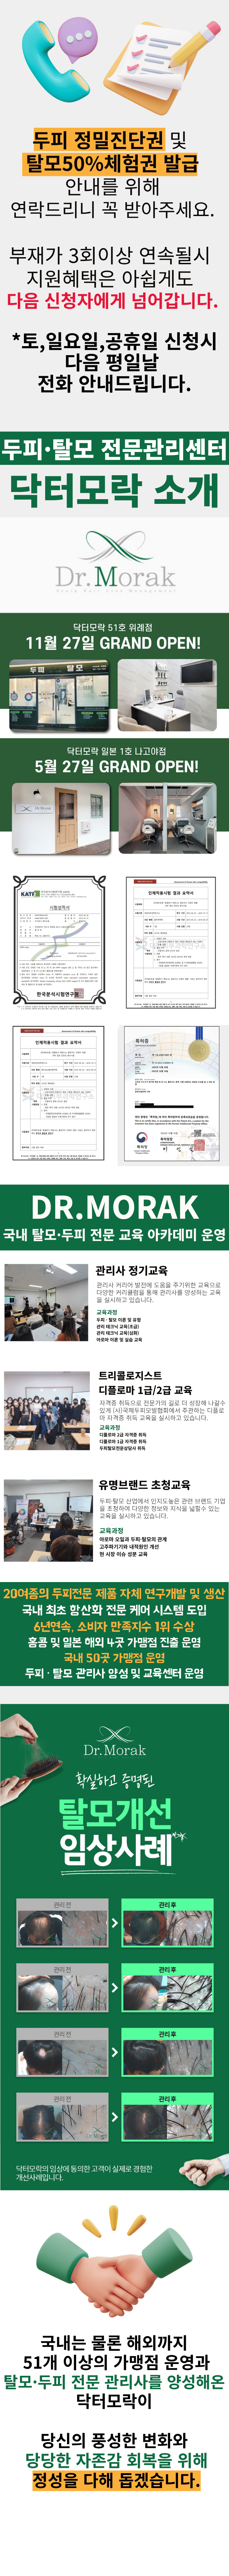 두피 정밀진단권 및
탈모50%체험권 발급
안내를 위해
연락드리니 꼭 받아주세요.
부재가 3회이상 연속될시
지원혜택은 아쉽게도
다음 신청자에게 넘어갑니다.
*토,일요일,공휴일 신청시
다음 평일날
전화 안내드립니다.
두피·탈모 전문관리센터
닥터모락 소개
Dr.Morak
닥터모락 51호 위례점
11월 27일 GRAND OPEN!
두피 탈모
닥터모락 일본 1호 나고야점
5월 27일 GRAND OPEN!
Dr.Morak
KATRI
시험성적서
한국분석시험연구원
인체적용시험 결과 요약서
인체적용시험 결과 요약서
특허증
특허청
DR.MORAK
국내 탈모·두피 전문 교육 아카데미 운영
관리사 정기교육
관리사 커리어 발전에 도움을 주기위한 교육으로
다양한 커리큘럼을 통해 관리사를 양성하는 교육
을 실시하고 있습니다.
교육과정
두피·탈모 이론 및 유형
관리 테크닉 교육(초급)
관리 테크닉 교육(심화)
아로마 이론 및 실습 교육
트리콜로지스트
디플로마 1급/2급 교육
자격증 취득으로 전문가의 길로 더 성장해 나갈수
있게 (사)국제두피모발협회에서 주관하는 디플로
마 자격증 취득 교육을 실시하고 있습니다.
교육과정
디플로마 2급 자격증 취득
디플로마 1급 자격증 취득
두피탈모전문상담사 취득
유명브랜드 초청교육
두피·탈모 산업에서 인지도높은 관련 브랜드 기업
을 초청하여 다양한 정보와 지식을 넓힐수 있는
교육을 실시하고 있습니다.
교육과정
아로마 오일과 두피·탈모의 관계
고주파기기와 내적원인 개선
현 시장 이슈 성분 교육
20여종의 두피전문 제품 자체 연구개발 및 생산
국내 최초 항산화 전문 케어 시스템 도입
6년연속, 소비자 만족지수 1위 수상
홍콩 및 일본 해외 4곳 가맹점 진출 운영
국내 50곳 가맹점 운영
두피·탈모 관리사 양성 및 교육센터 운영
Dr.Morak
확실하고 증명된
탈모개선
임상사례
관리 전
관리 후
관리 전
관리 후
관리 전
관리 후
관리 전
관리 후
닥터모락의 임상에 동의한 고객이 실제로 경험한
개선사례입니다.
국내는 물론 해외까지
51개 이상의 가맹점 운영과
탈모·두피 전문 관리사를 양성해온
닥터모락이
당신의 풍성한 변화와
당당한 자존감 회복을 위해
정성을 다해 돕겠습니다.